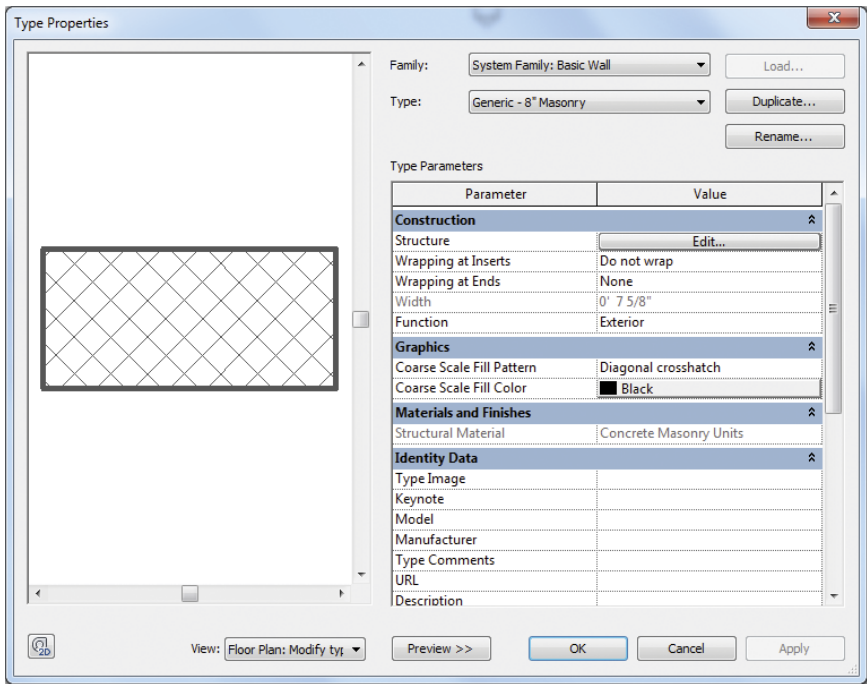 Type Properties
Family: System Family: Basic Wall Load...
Type: Generic - 8" Masonry Duplicate...
Rename...
Type Parameters
Parameter Value
Construction
Structure Edit...
Wrapping at Inserts Do not wrap
Wrapping at Ends None
Width 0' 7 5/8"
Function Exterior
Graphics
Coarse Scale Fill Pattern Diagonal crosshatch
Coarse Scale Fill Color Black
Materials and Finishes
Structural Material Concrete Masonry Units
Identity Data
Type Image
Keynote
Model
Manufacturer
Type Comments
URL
Description
2D View: Floor Plan: Modify typ Preview >> OK Cancel Apply